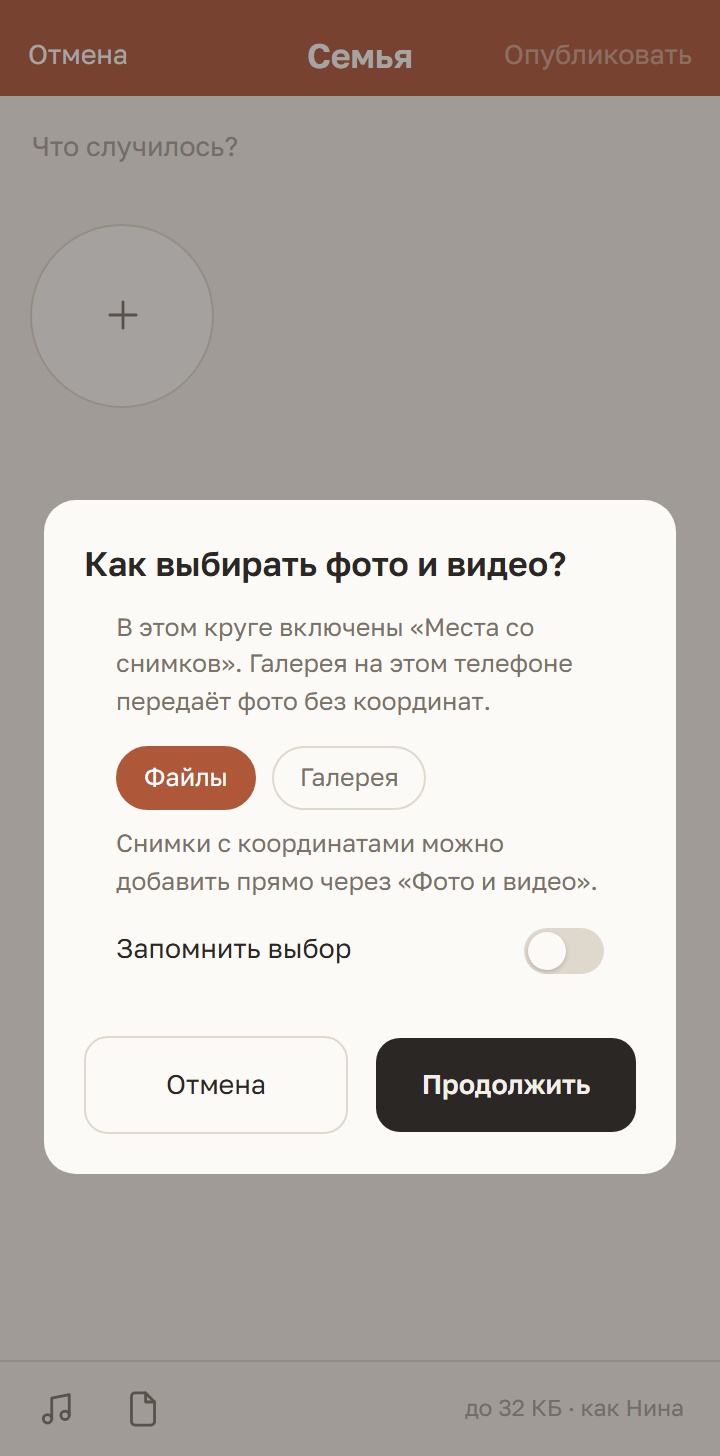 Отмена
Семья
Опубликовать
Что случилось?
Как выбирать фото и видео?
В этом круге включены «Места со
снимков». Галерея на этом телефоне
передаёт фото без координат.
Файлы
Галерея
Снимки с координатами можно
добавить прямо через «Фото и видео».
Запомнить выбор
Отмена
Продолжить
до 32 КБ · как Нина